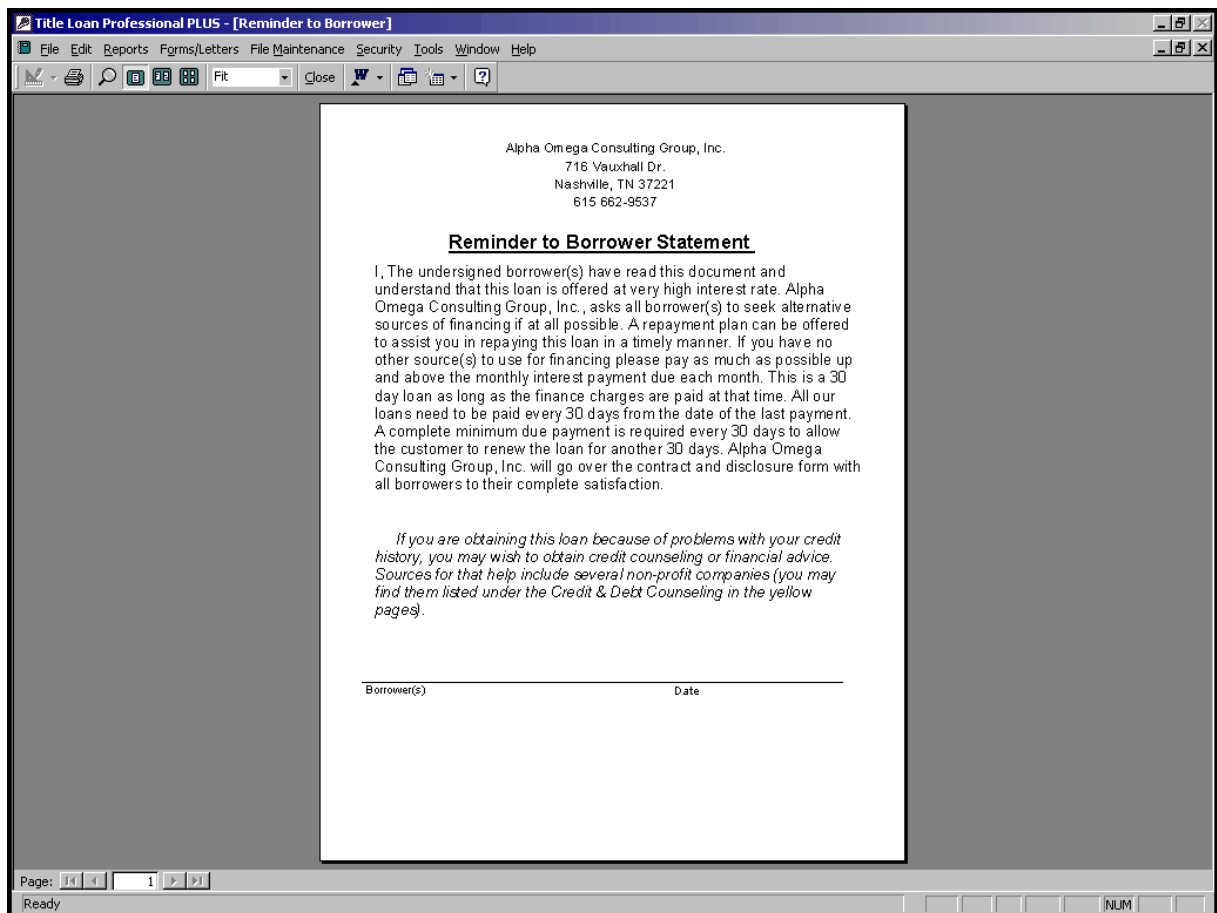 Title Loan Professional PLUS - [Reminder to Borrower]
File Edit Reports Forms/Letters File Maintenance Security Tools Window Help
Fit Close
Alpha Omega Consulting Group, Inc.
716 Vauxhall Dr.
Nashville, TN 37221
615 662-9537
Reminder to Borrower Statement
I, The undersigned borrower(s) have read this document and
understand that this loan is offered at very high interest rate. Alpha
Omega Consulting Group, Inc., asks all borrower(s) to seek alternative
sources of financing if at all possible. A repayment plan can be offered
to assist you in repaying this loan in a timely manner. If you have no
other source(s) to use for financing please pay as much as possible up
and above the monthly interest payment due each month. This is a 30
day loan as long as the finance charges are paid at that time. All our
loans need to be paid every 30 days from the date of the last payment.
A complete minimum due payment is required every 30 days to allow
the customer to renew the loan for another 30 days. Alpha Omega
Consulting Group, Inc. will go over the contract and disclosure form with
all borrowers to their complete satisfaction.
If you are obtaining this loan because of problems with your credit
history, you may wish to obtain credit counseling or financial advice.
Sources for that help include several non-profit companies (you may
find them listed under the Credit & Debt Counseling in the yellow
pages).
Borrower(s) Date
Page: 1
Ready NUM